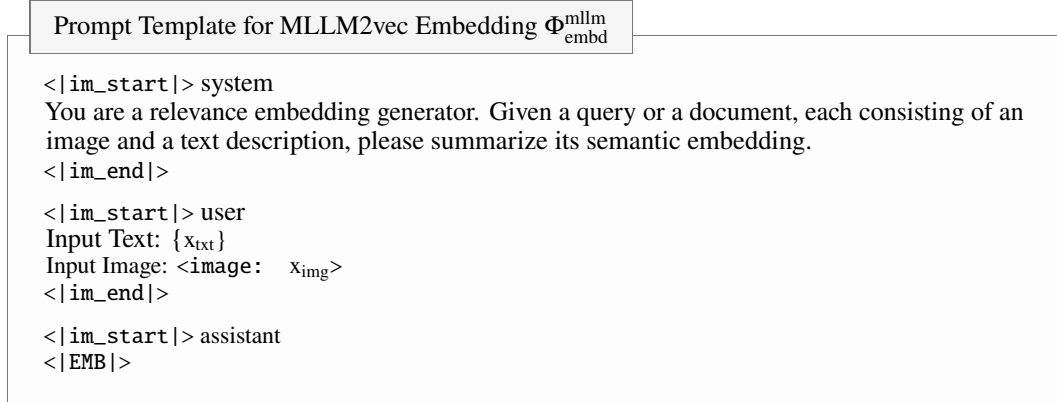 Prompt Template for MLLM2vec Embedding Φ^mllm_embd
<|im_start|> system
You are a relevance embedding generator. Given a query or a document, each consisting of an
image and a text description, please summarize its semantic embedding.
<|im_end|>
<|im_start|> user
Input Text: {x_txt}
Input Image: <image: x_img>
<|im_end|>
<|im_start|> assistant
<|EMB|>